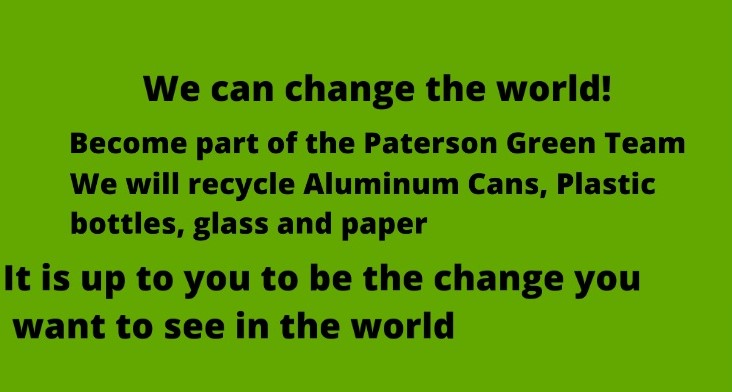 We can change the world!
Become part of the Paterson Green Team
We will recycle Aluminum Cans, Plastic
bottles, glass and paper
It is up to you to be the change you
want to see in the world